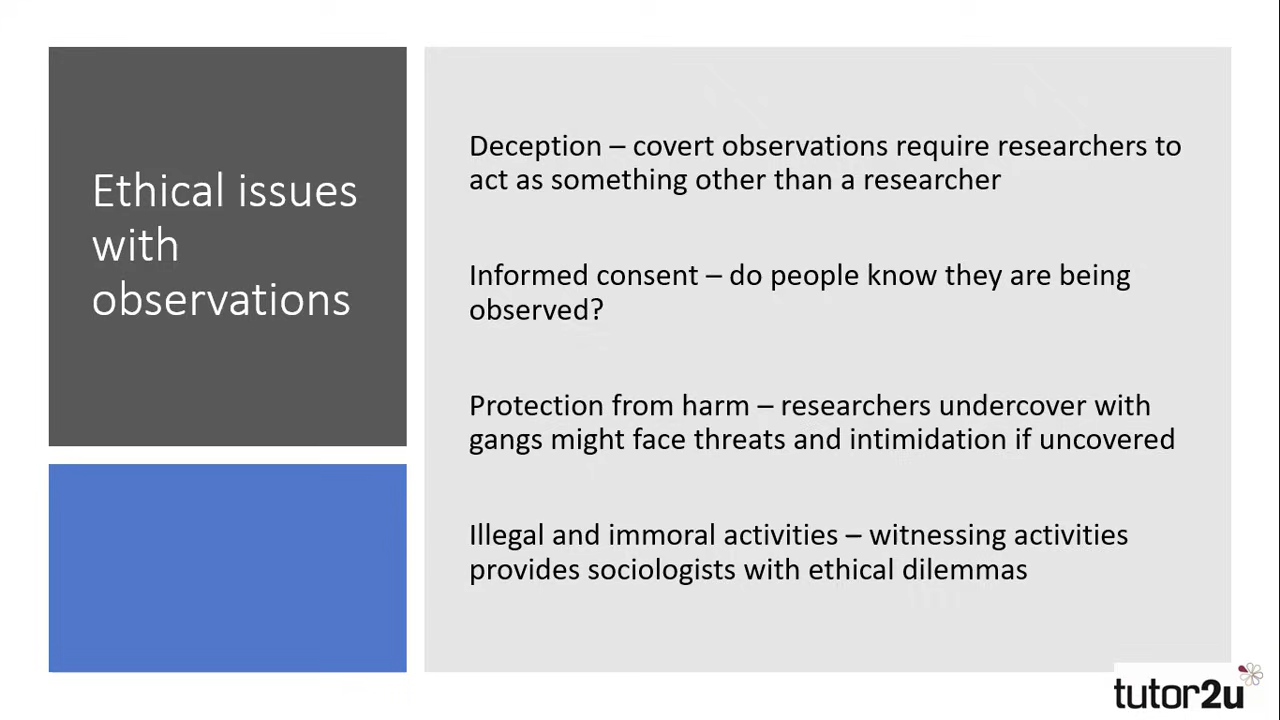 Ethical issues
with
observations
Deception – covert observations require researchers to
act as something other than a researcher
Informed consent – do people know they are being
observed?
Protection from harm – researchers undercover with
gangs might face threats and intimidation if uncovered
Illegal and immoral activities – witnessing activities
provides sociologists with ethical dilemmas
tutor2u